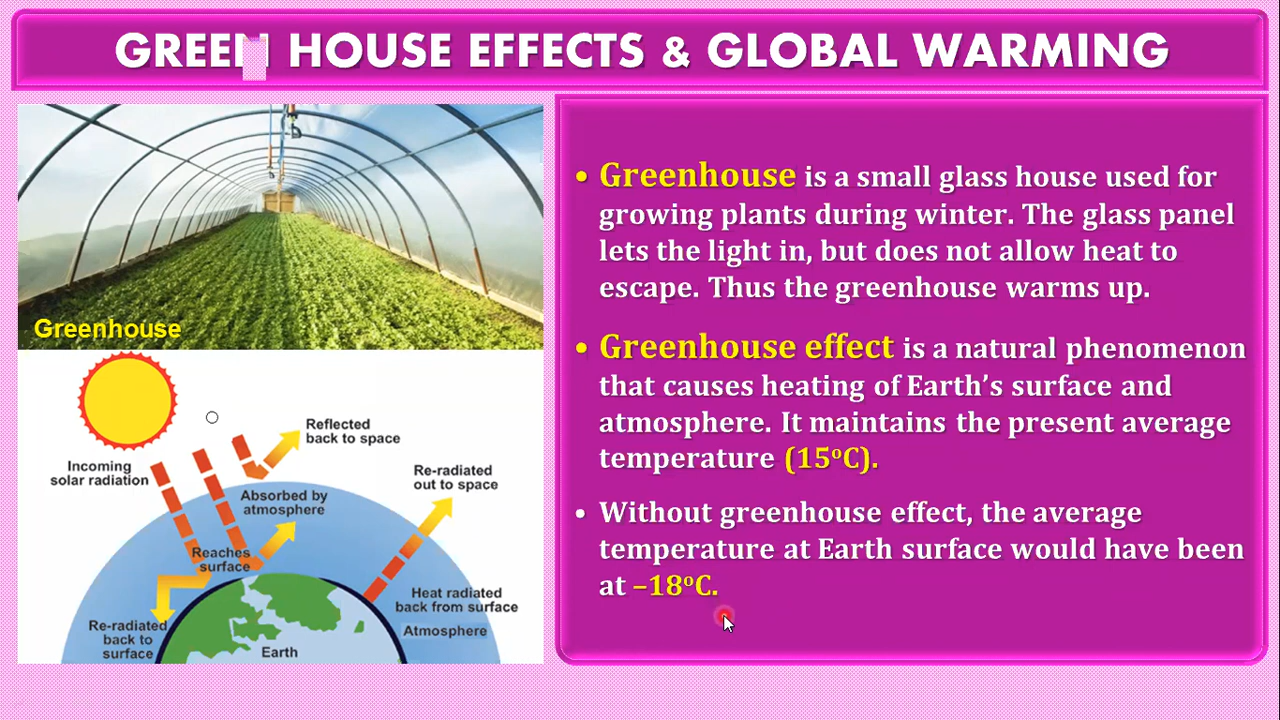 GREEN HOUSE EFFECTS & GLOBAL WARMING
Greenhouse
Incoming
solar radiation
Reflected
back to space
Re-radiated
out to space
Absorbed by
atmosphere
Reaches
surface
Heat radiated
back from surface
Re-radiated
back to
surface
Atmosphere
Earth
• Greenhouse is a small glass house used for
growing plants during winter. The glass panel
lets the light in, but does not allow heat to
escape. Thus the greenhouse warms up.
• Greenhouse effect is a natural phenomenon
that causes heating of Earth’s surface and
atmosphere. It maintains the present average
temperature (15ºC).
• Without greenhouse effect, the average
temperature at Earth surface would have been
at –18ºC.